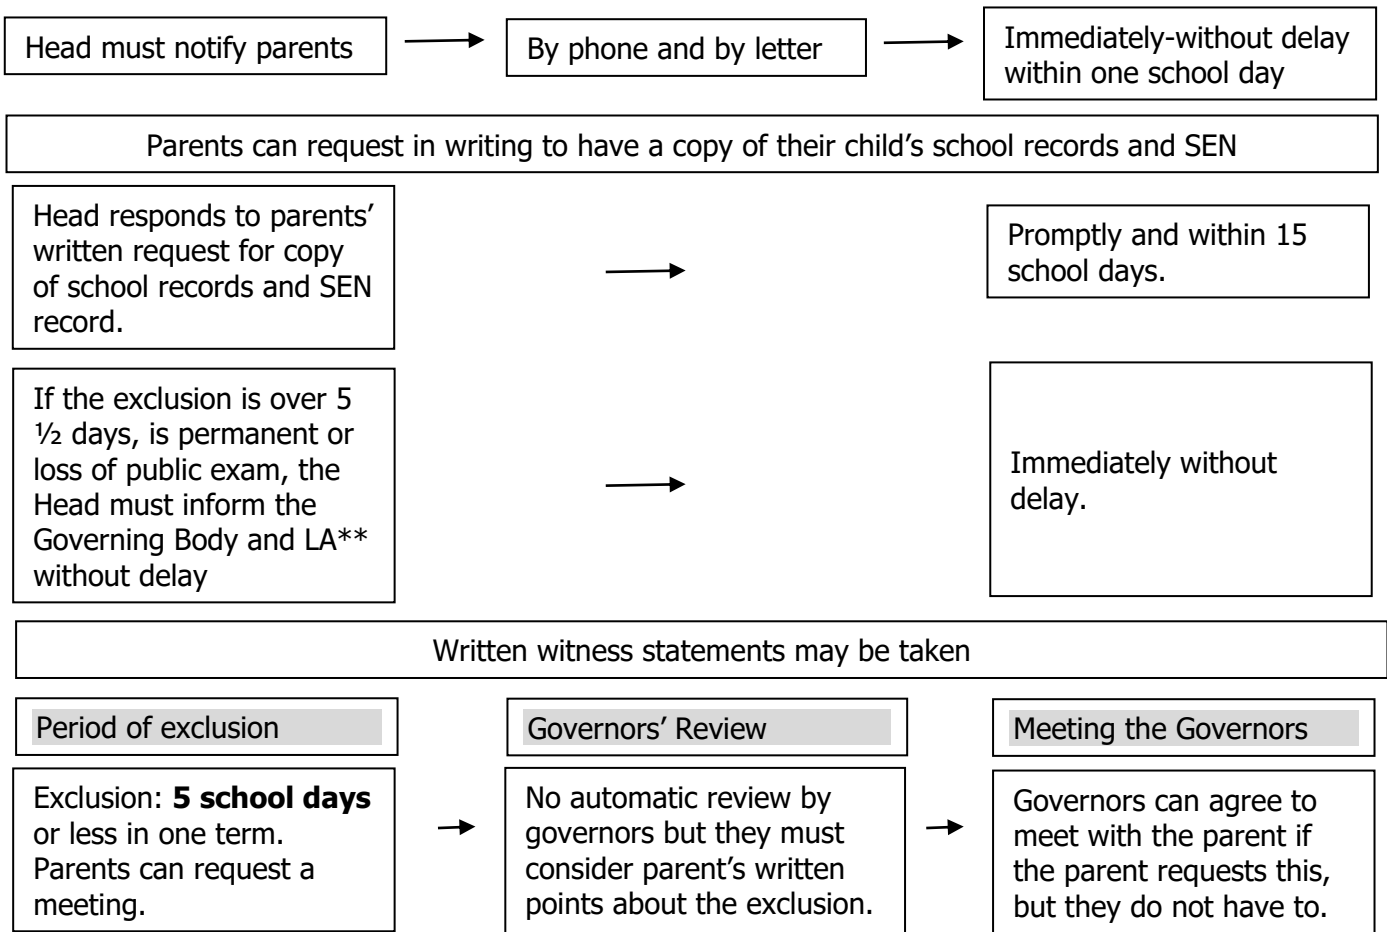 Head must notify parents
By phone and by letter
Immediately-without delay
within one school day
Parents can request in writing to have a copy of their child’s school records and SEN
Head responds to parents’
written request for copy
of school records and SEN
record.
Promptly and within 15
school days.
If the exclusion is over 5
½ days, is permanent or
loss of public exam, the
Head must inform the
Governing Body and LA**
without delay
Immediately without
delay.
Written witness statements may be taken
Period of exclusion
Governors’ Review
Meeting the Governors
Exclusion: 5 school days
or less in one term.
Parents can request a
meeting.
No automatic review by
governors but they must
consider parent’s written
points about the exclusion.
Governors can agree to
meet with the parent if
the parent requests this,
but they do not have to.